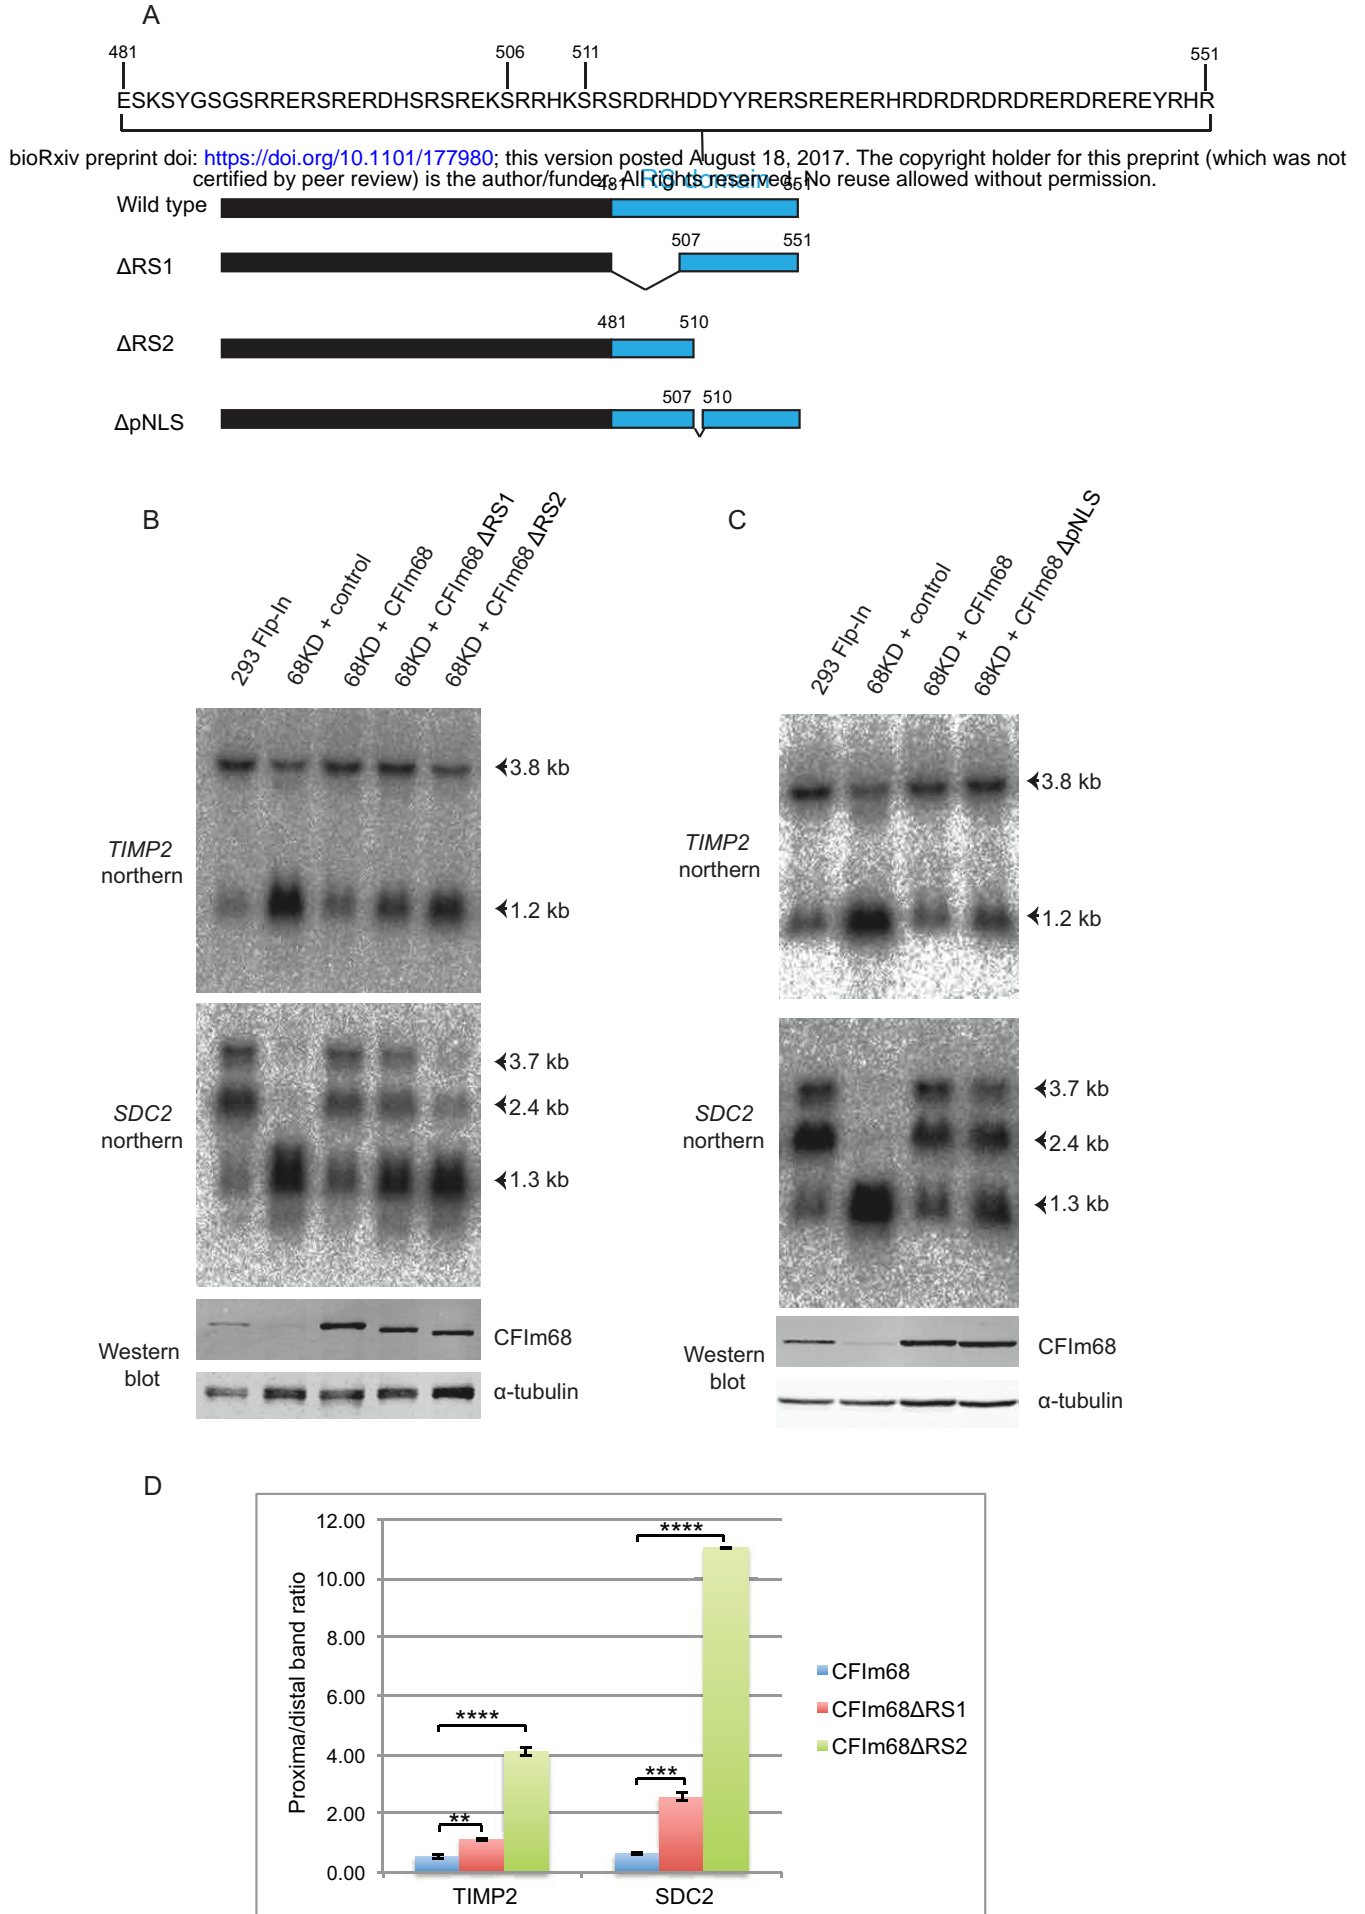 A
481 506 511 551
ESKSYGSGSRRERSRERDHSRSREKSRRHKSRSRDRHDDYYRERSRERERHRDRDRDRDRERDREREYRHR
bioRxiv preprint doi: https://doi.org/10.1101/177980; this version posted August 18, 2017. The copyright holder for this preprint (which was not
certified by peer review) is the author/funder. All rights reserved. No reuse allowed without permission.
481 RS domain 551
Wild type
507 551
ΔRS1
481 510
ΔRS2
507 510
ΔpNLS
B
293 Flp-In
68KD + control
68KD + CFIm68
68KD + CFIm68 ΔRS1
68KD + CFIm68 ΔRS2
TIMP2
northern
3.8 kb
1.2 kb
SDC2
northern
3.7 kb
2.4 kb
1.3 kb
Western
blot
CFIm68
α-tubulin
C
293 Flp-In
68KD + control
68KD + CFIm68
68KD + CFIm68 ΔpNLS
TIMP2
northern
3.8 kb
1.2 kb
SDC2
northern
3.7 kb
2.4 kb
1.3 kb
Western
blot
CFIm68
α-tubulin
D
Proxima/distal band ratio
12.00
10.00
8.00
6.00
4.00
2.00
0.00
**
****
***
****
TIMP2
SDC2
CFIm68
CFIm68ΔRS1
CFIm68ΔRS2